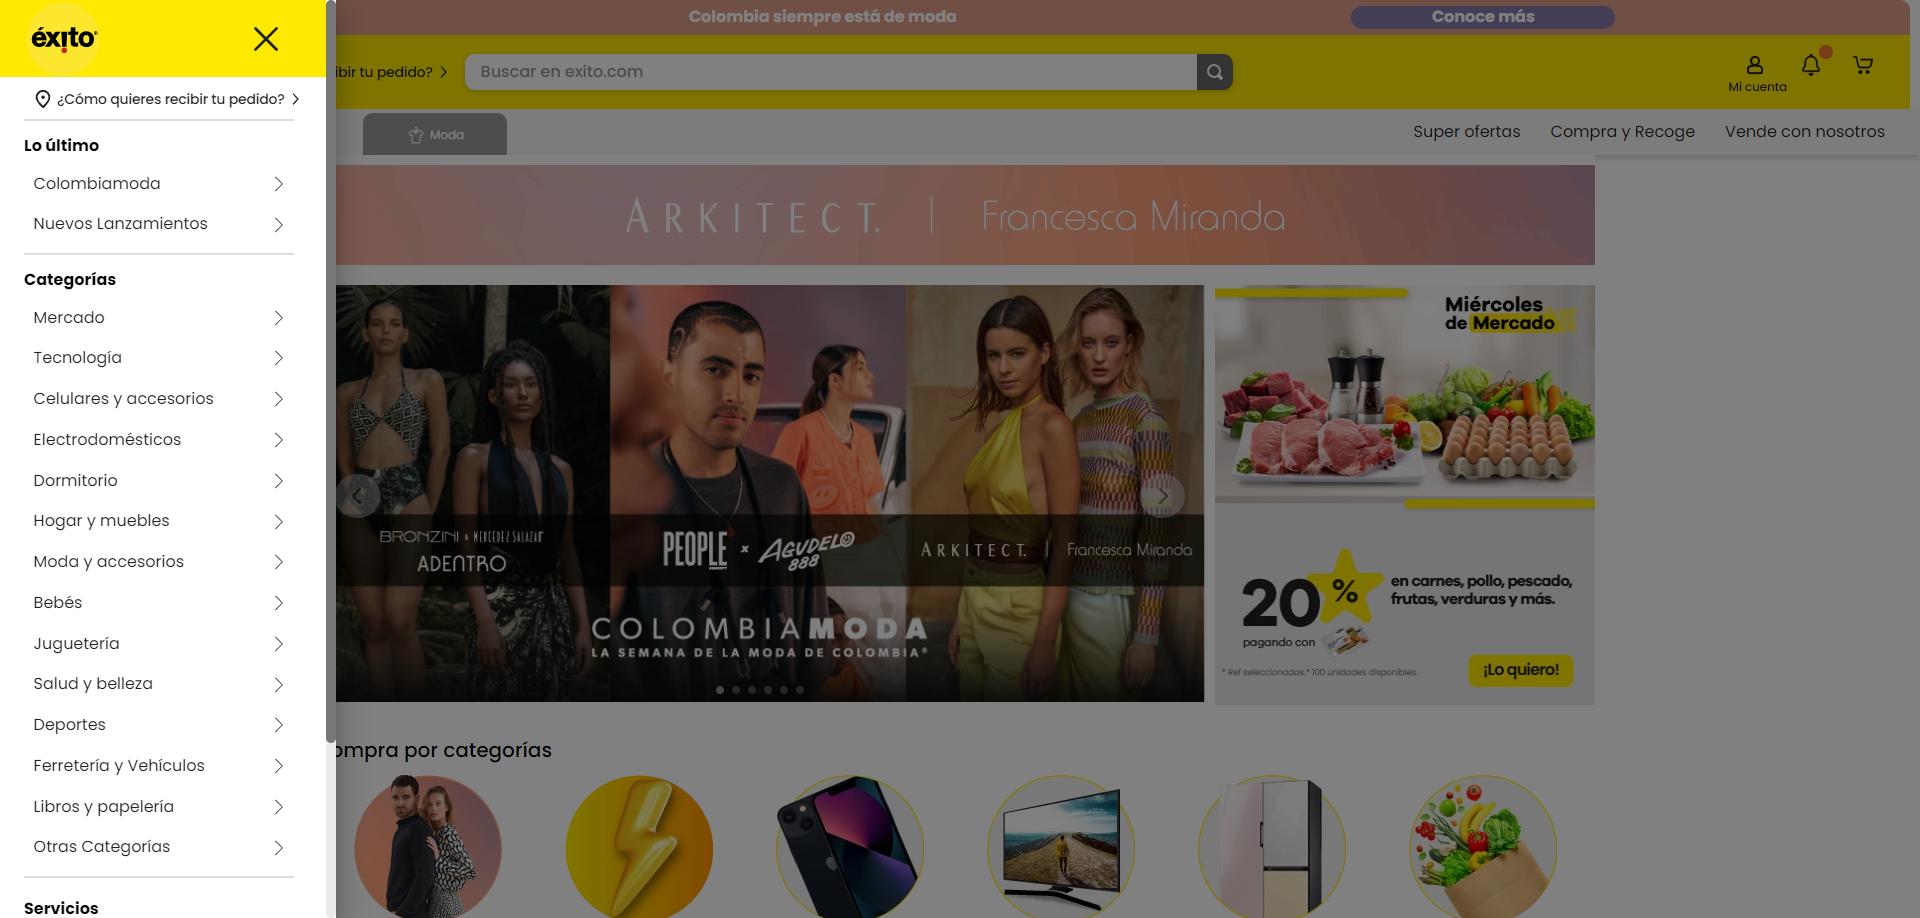 éxito
¿Cómo quieres recibir tu pedido?
Lo último
Colombiamoda
Nuevos Lanzamientos
Categorías
Mercado
Tecnología
Celulares y accesorios
Electrodomésticos
Dormitorio
Hogar y muebles
Moda y accesorios
Bebés
Juguetería
Salud y belleza
Deportes
Ferretería y Vehículos
Libros y papelería
Otras Categorías
Servicios
Colombia siempre está de moda
Conoce más
ibir tu pedido?
Buscar en exito.com
Mi cuenta
Moda
Super ofertas
Compra y Recoge
Vende con nosotros
ARKITECT. | Francesca Miranda
BRONZINI & MERCEDES SALAZAR
ADENTRO
PEOPLE x AGUDELO
888
ARKITECT. | Francesca Miranda
COLOMBIAMODA
LA SEMANA DE LA MODA DE COLOMBIA®
Miércoles
de Mercado
20%
en carnes, pollo, pescado,
frutas, verduras y más.
pagando con
* Ref seleccionadas.* 100 unidades disponibles.
¡Lo quiero!
ompra por categorías